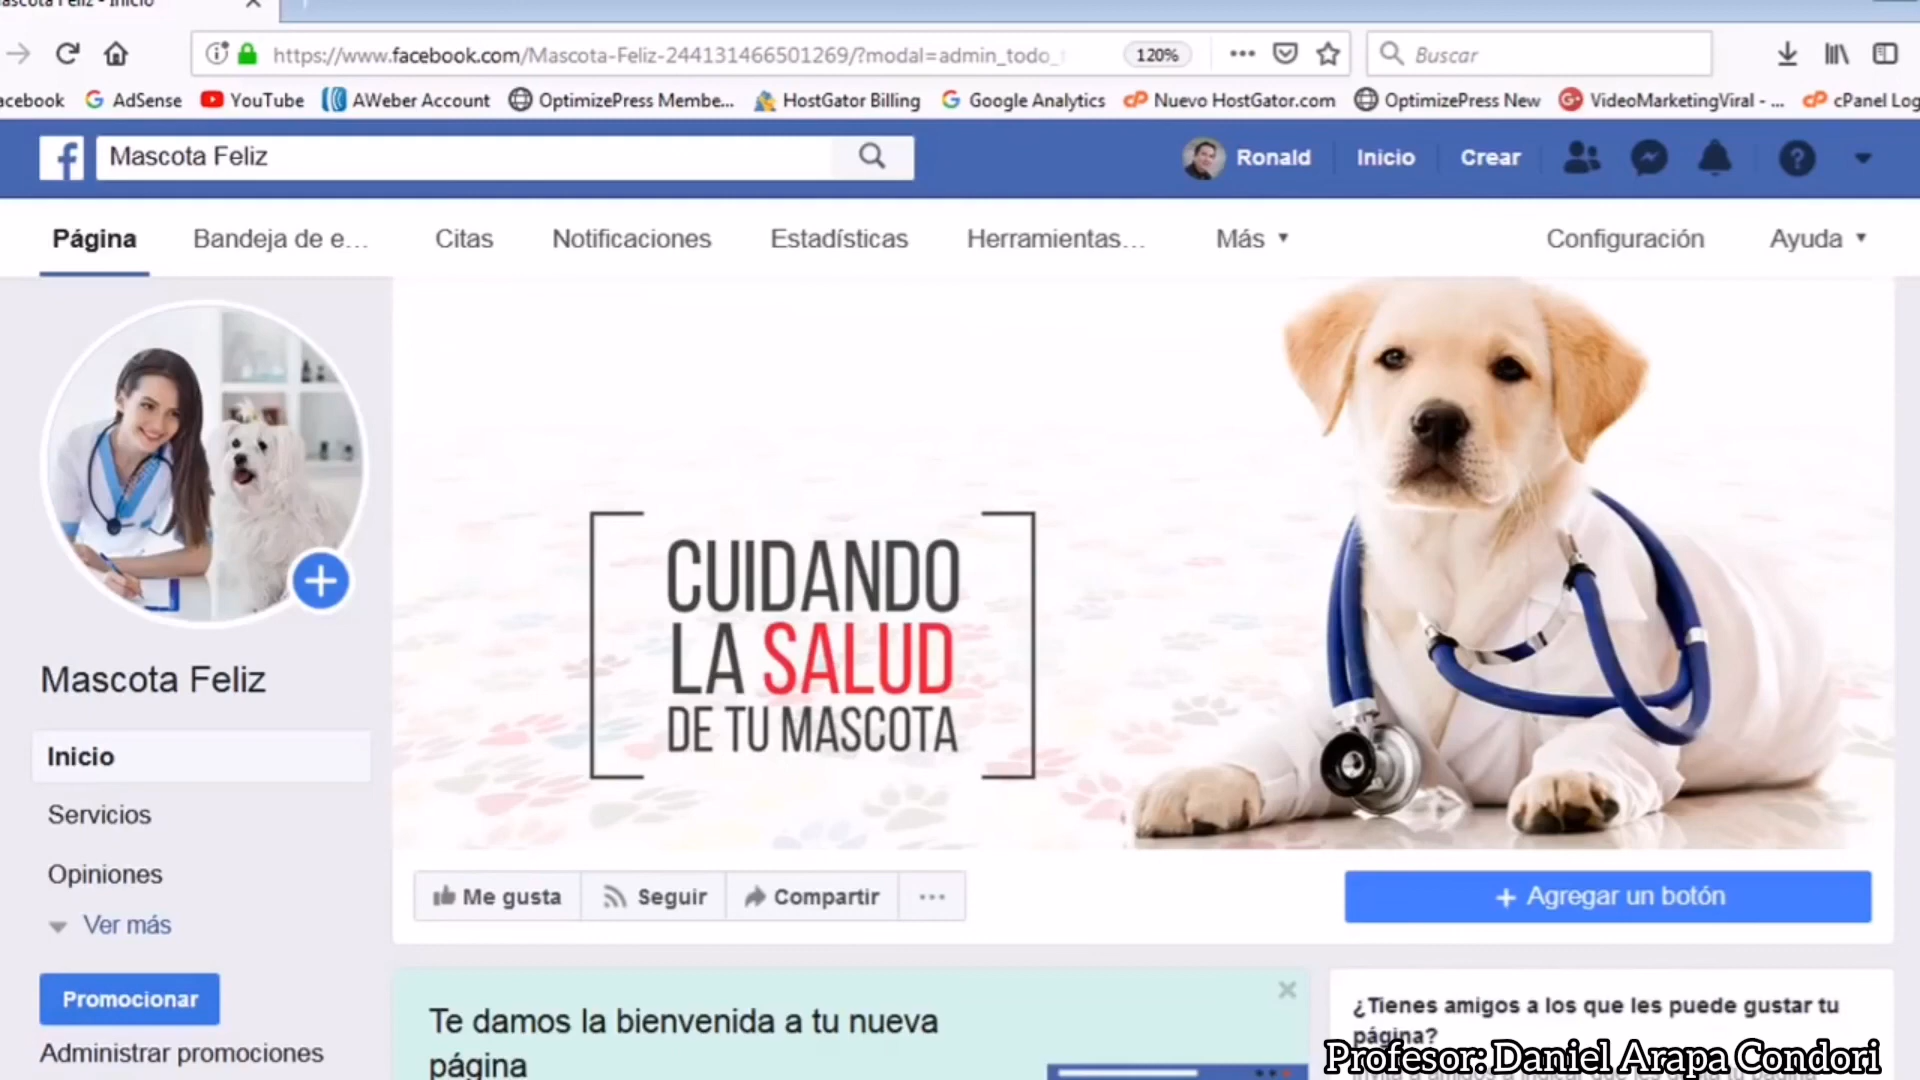 https://www.facebook.com/Mascota-Feliz-244131466501269/?modal=admin_todo_
120%
Buscar
acebook
AdSense
YouTube
AWeber Account
OptimizePress Membe...
HostGator Billing
Google Analytics
Nuevo HostGator.com
OptimizePress New
VideoMarketingViral - ...
cPanel Log
Mascota Feliz
Ronald
Inicio
Crear
Página
Bandeja de e...
Citas
Notificaciones
Estadísticas
Herramientas...
Más
Configuración
Ayuda
CUIDANDO
LA SALUD
DE TU MASCOTA
Mascota Feliz
Inicio
Servicios
Opiniones
Ver más
Me gusta
Seguir
Compartir
+ Agregar un botón
Promocionar
Administrar promociones
Te damos la bienvenida a tu nueva
página
¿Tienes amigos a los que les puede gustar tu
página?
Profesor: Daniel Arapa Condori